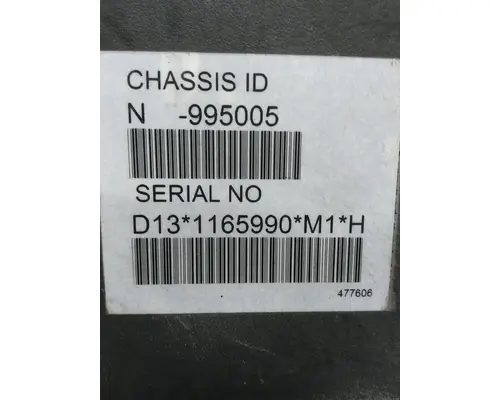 CHASSIS ID
N -995005
SERIAL NO
D13*1165990*M1*H
477606